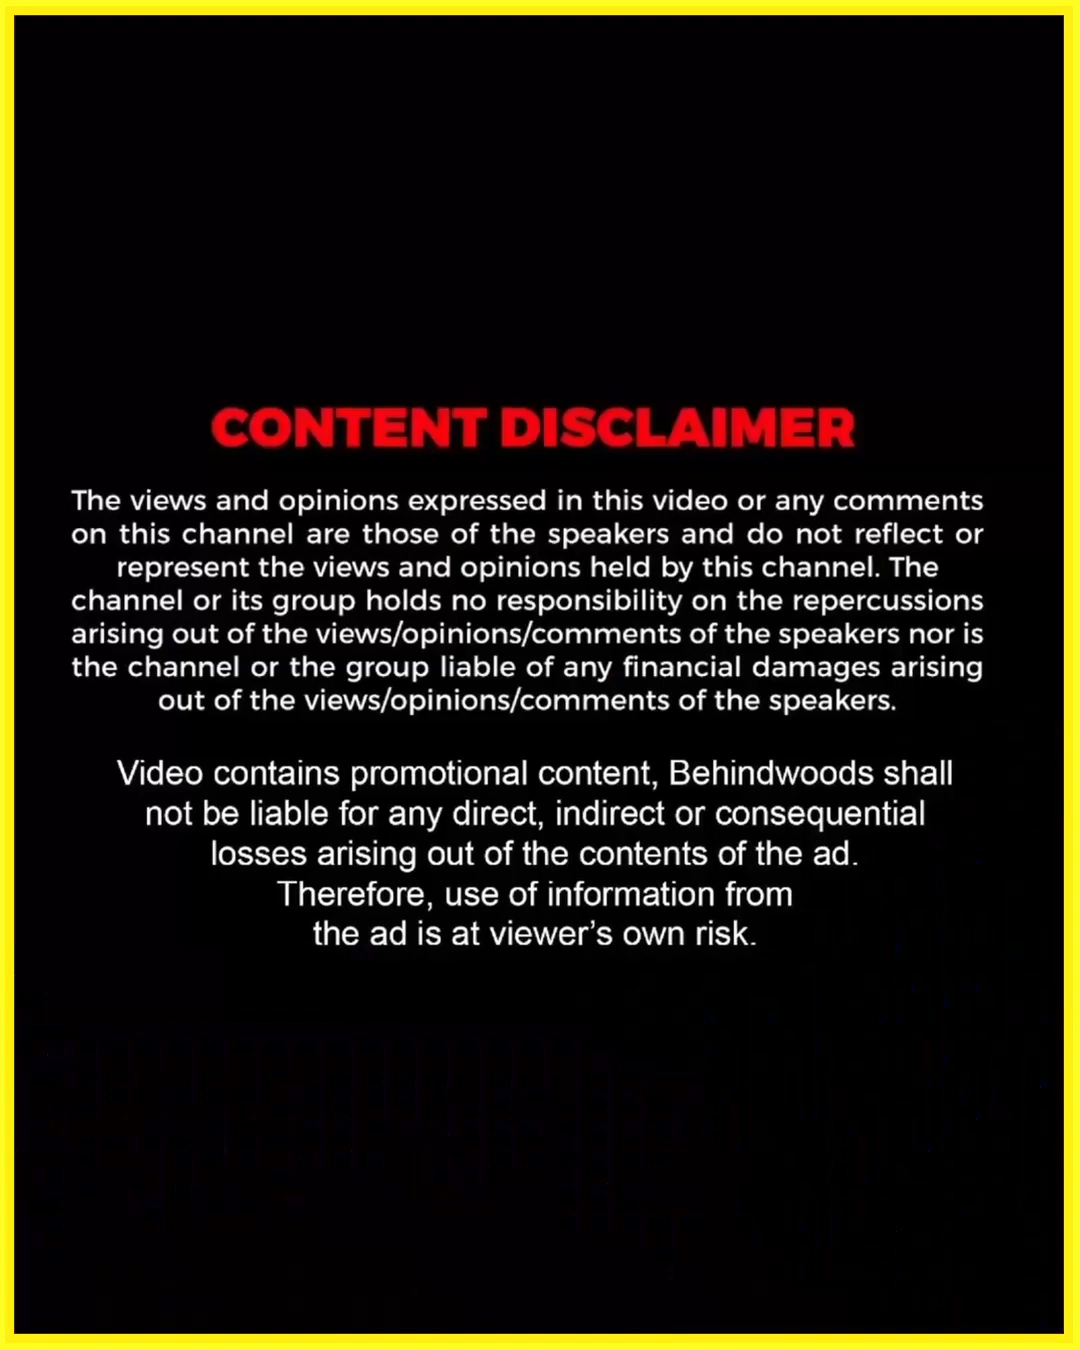 CONTENT DISCLAIMER
The views and opinions expressed in this video or any comments
on this channel are those of the speakers and do not reflect or
represent the views and opinions held by this channel. The
channel or its group holds no responsibility on the repercussions
arising out of the views/opinions/comments of the speakers nor is
the channel or the group liable of any financial damages arising
out of the views/opinions/comments of the speakers.
Video contains promotional content, Behindwoods shall
not be liable for any direct, indirect or consequential
losses arising out of the contents of the ad.
Therefore, use of information from
the ad is at viewer’s own risk.